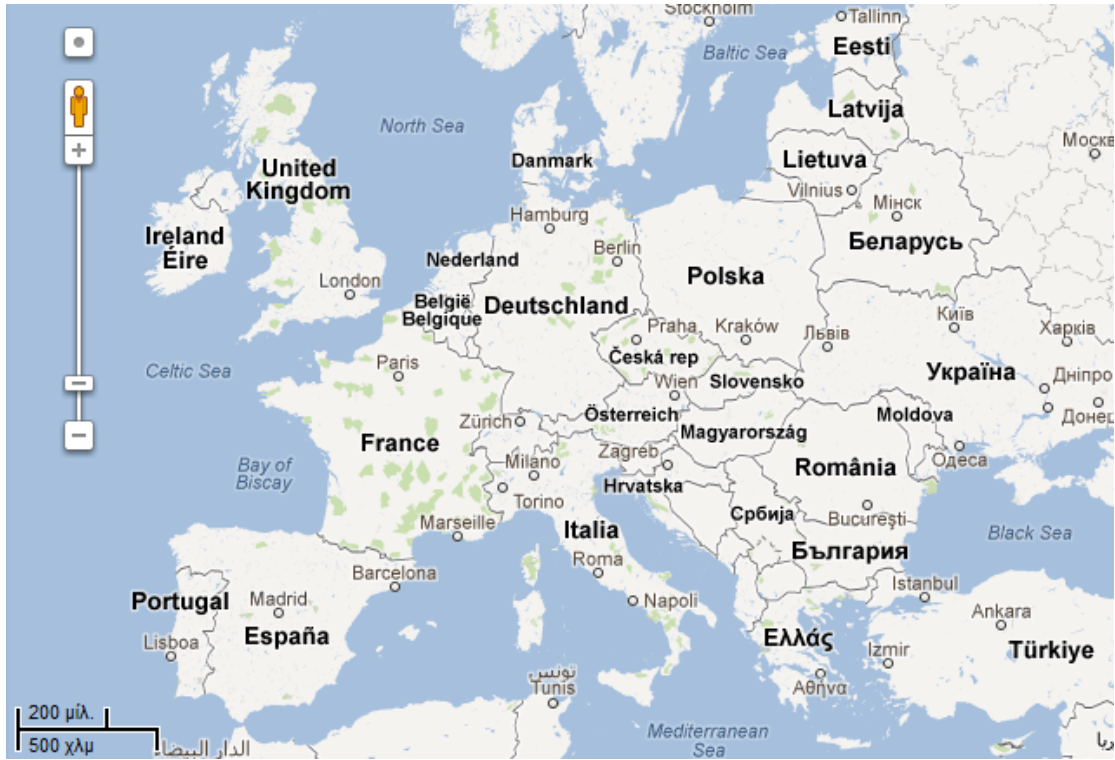 Stockholm
Tallinn
Baltic Sea
Eesti
Latvija
North Sea
Москв
Danmark
Lietuva
United
Kingdom
Vilnius
Мінск
Hamburg
Ireland
Éire
Беларусь
Berlin
Nederland
London
Polska
België
Belgique
Deutschland
Київ
Praha
Kraków
Львів
Харків
Paris
Česká rep
Celtic Sea
Україна
Wien
Slovensko
Дніпро
Österreich
Moldova
Донец
Zürich
Magyarország
France
Zagreb
Одеса
Milano
România
Bay of
Biscay
Hrvatska
Torino
Србија
București
Marseille
Italia
Black Sea
България
Roma
Barcelona
Istanbul
Portugal
Madrid
Napoli
Ankara
España
Ελλάς
Lisboa
Izmir
Türkiye
تونس
Tunis
Αθήνα
200 μίλ.
500 χλμ
Mediterranean
Sea
الدار البيضاء
ريا